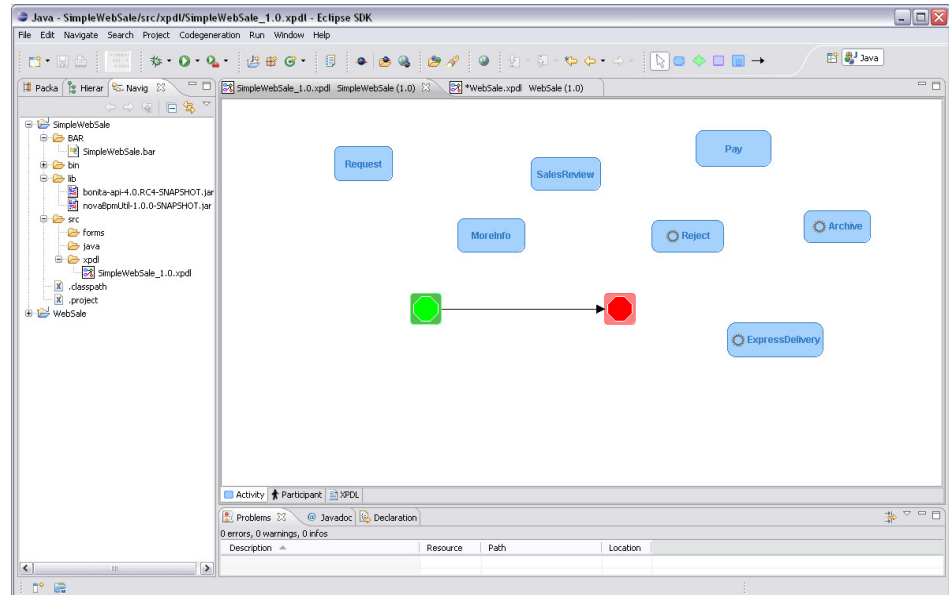 Java - SimpleWebSale/src/xpdl/SimpleWebSale_1.0.xpdl - Eclipse SDK
File Edit Navigate Search Project Codegeneration Run Window Help
Java
Packa Hierar Navig
SimpleWebSale_1.0.xpdl SimpleWebSale (1.0) *WebSale.xpdl WebSale (1.0)
SimpleWebSale
BAR
SimpleWebSale.bar
bin
lib
bonita-api-4.0.RC4-SNAPSHOT.jar
novaBpmUtil-1.0.0-SNAPSHOT.jar
src
forms
java
xpdl
SimpleWebSale_1.0.xpdl
.classpath
.project
WebSale
Pay
Request
SalesReview
Archive
MoreInfo
Reject
ExpressDelivery
Activity Participant XPDL
Problems @ Javadoc Declaration
0 errors, 0 warnings, 0 infos
Description Resource Path Location